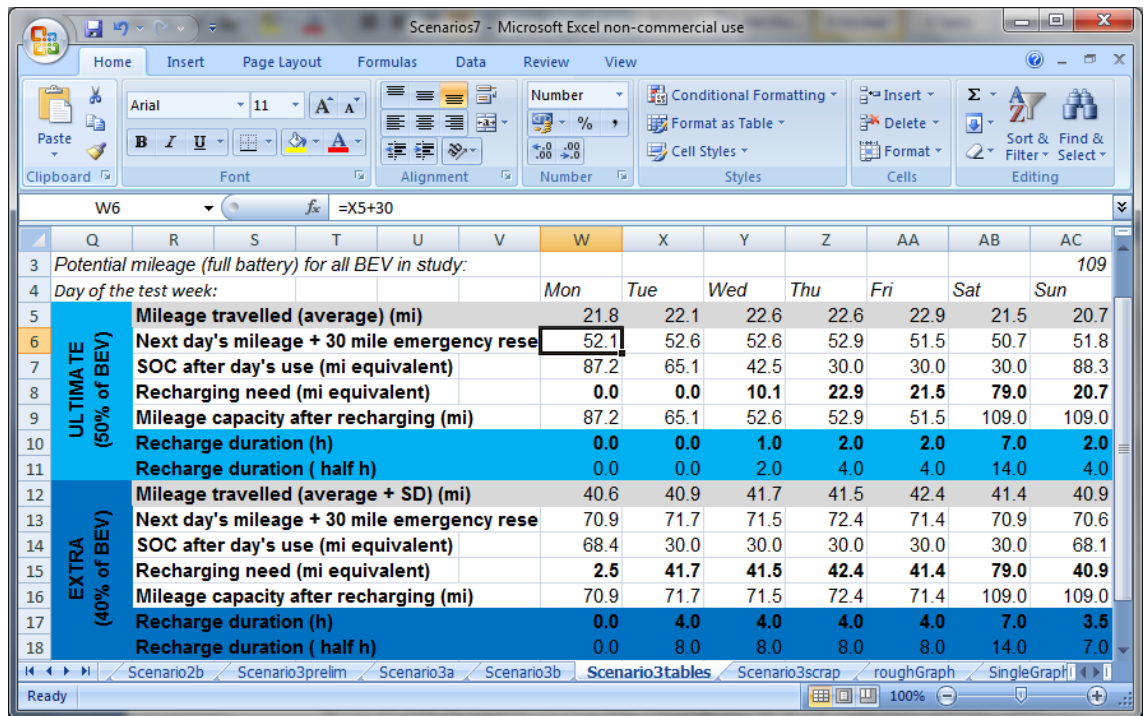 Scenarios7 - Microsoft Excel non-commercial use
Home Insert Page Layout Formulas Data Review View
Paste
Clipboard
Arial 11 A A
B I U A
Font
Alignment
Number
% ,
.0 .00 .00 .0
Number
Conditional Formatting
Format as Table
Cell Styles
Styles
Insert
Delete
Format
Cells
Σ
Sort & Filter
Find & Select
Editing
W6 fx =X5+30
Q R S T U V W X Y Z AA AB AC
3 Potential mileage (full battery) for all BEV in study: 109
4 Day of the test week: Mon Tue Wed Thu Fri Sat Sun
ULTIMATE
(50% of BEV)
5 Mileage travelled (average) (mi) 21.8 22.1 22.6 22.6 22.9 21.5 20.7
6 Next day's mileage + 30 mile emergency rese 52.1 52.6 52.6 52.9 51.5 50.7 51.8
7 SOC after day's use (mi equivalent) 87.2 65.1 42.5 30.0 30.0 30.0 88.3
8 Recharging need (mi equivalent) 0.0 0.0 10.1 22.9 21.5 79.0 20.7
9 Mileage capacity after recharging (mi) 87.2 65.1 52.6 52.9 51.5 109.0 109.0
10 Recharge duration (h) 0.0 0.0 1.0 2.0 2.0 7.0 2.0
11 Recharge duration ( half h) 0.0 0.0 2.0 4.0 4.0 14.0 4.0
EXTRA
(40% of BEV)
12 Mileage travelled (average + SD) (mi) 40.6 40.9 41.7 41.5 42.4 41.4 40.9
13 Next day's mileage + 30 mile emergency rese 70.9 71.7 71.5 72.4 71.4 70.9 70.6
14 SOC after day's use (mi equivalent) 68.4 30.0 30.0 30.0 30.0 30.0 68.1
15 Recharging need (mi equivalent) 2.5 41.7 41.5 42.4 41.4 79.0 40.9
16 Mileage capacity after recharging (mi) 70.9 71.7 71.5 72.4 71.4 109.0 109.0
17 Recharge duration (h) 0.0 4.0 4.0 4.0 4.0 7.0 3.5
18 Recharge duration ( half h) 0.0 8.0 8.0 8.0 8.0 14.0 7.0
Scenario2b Scenario3prelim Scenario3a Scenario3b Scenario3tables Scenario3scrap roughGraph SingleGraph
Ready 100%